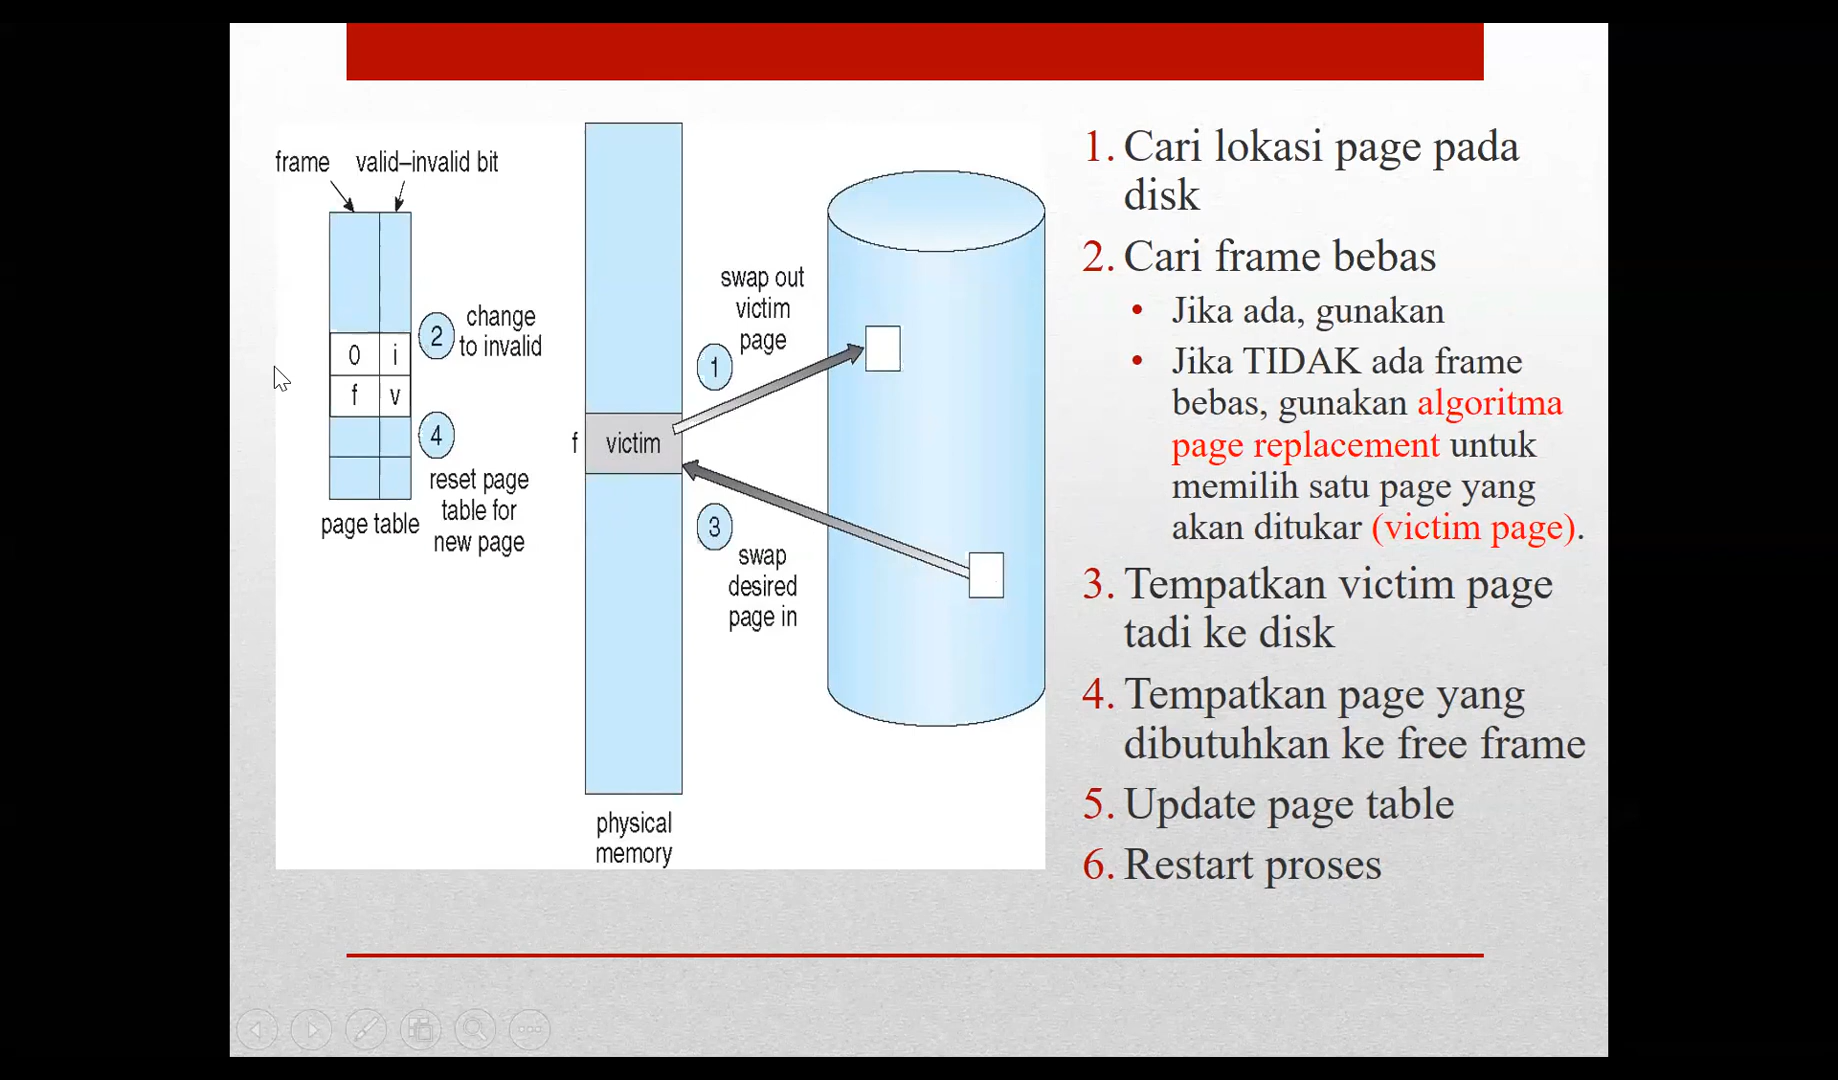 frame valid–invalid bit
0 i
f v
2 change
to invalid
4
reset page
table for
new page
page table
f victim
physical
memory
swap out
victim
page
1
3
swap
desired
page in
1. Cari lokasi page pada
disk
2. Cari frame bebas
• Jika ada, gunakan
• Jika TIDAK ada frame
bebas, gunakan algoritma
page replacement untuk
memilih satu page yang
akan ditukar (victim page).
3. Tempatkan victim page
tadi ke disk
4. Tempatkan page yang
dibutuhkan ke free frame
5. Update page table
6. Restart proses